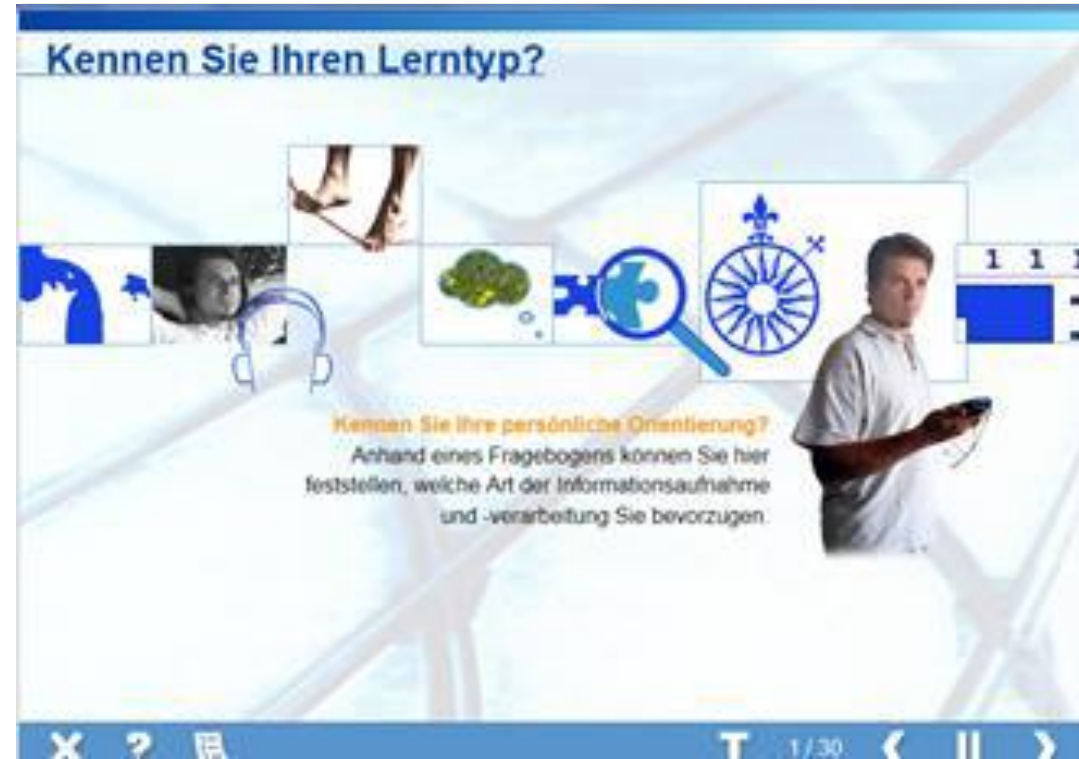 Kennen Sie Ihren Lerntyp?
1 1 1
Kennen Sie Ihre persönliche Orientierung?
Anhand eines Fragebogens können Sie hier
feststellen, welche Art der Informationsaufnahme
und -verarbeitung Sie bevorzugen.
? T 1/30